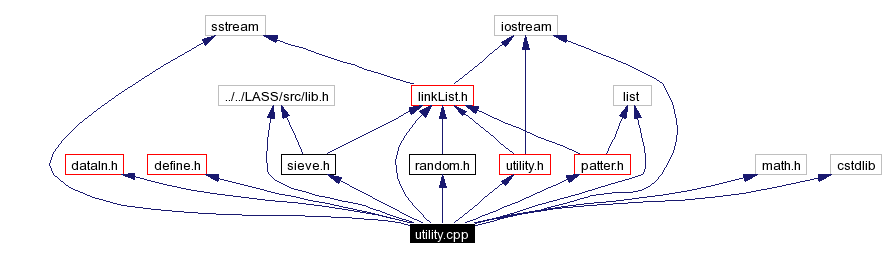 sstream
iostream
../../LASS/src/lib.h
linkList.h
list
dataIn.h
define.h
sieve.h
random.h
utility.h
patter.h
math.h
cstdlib
utility.cpp